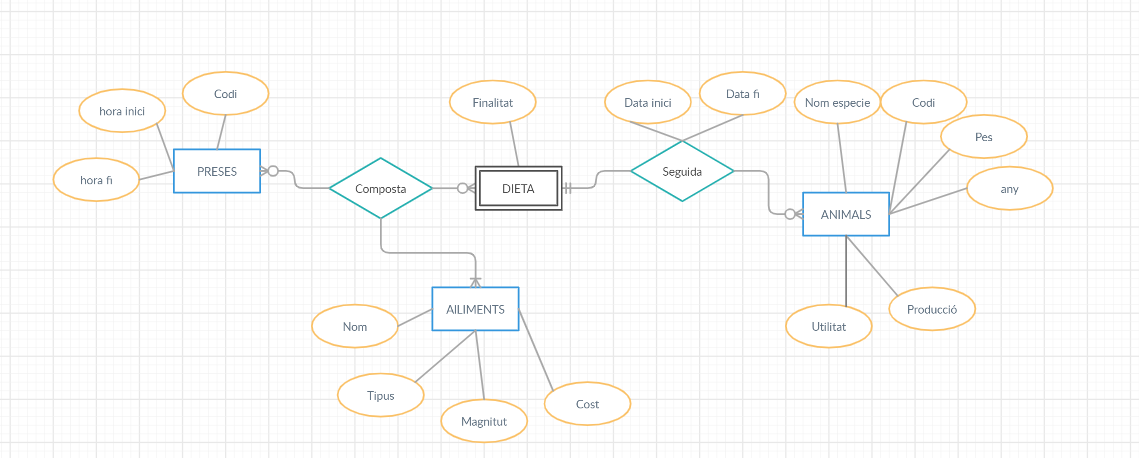 Codi
hora inici
hora fi
PRESES
Composta
Finalitat
DIETA
Data inici
Data fi
Seguida
Nom especie
Codi
Pes
any
ANIMALS
Utilitat
Producció
AILIMENTS
Nom
Tipus
Magnitut
Cost